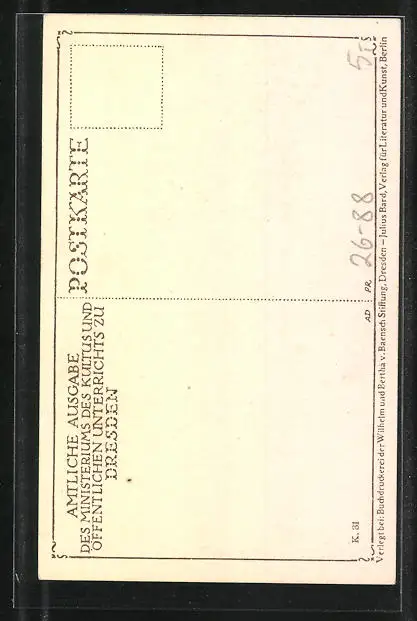 AMTLICHE AUSGABE
DES MINISTERIUMS DES KULTUS UND
ÖFFENTLICHEN UNTERRICHTS ZU
DRESDEN
POSTKARTE
K. 31
AD PR.
26-88
Verlegt bei: Buchdruckerei der Wilhelm und Bertha v. Baensch Stiftung, Dresden – Julius Bard, Verlag für Literatur und Kunst, Berlin